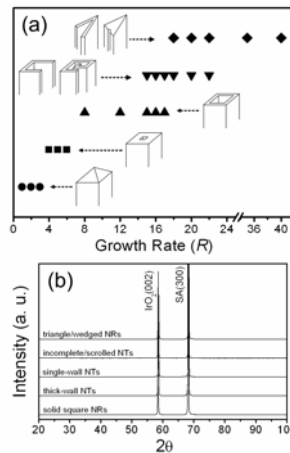 (a)
0 4 8 12 16 20 24 40
Growth Rate (R)
(b)
Intensity (a. u.)
IrO2(002)
SA(300)
triangle/wedged NRs
incomplete/scrolled NTs
single-wall NTs
thick-wall NTs
solid square NRs
20 30 40 50 60 70 80 90 100
2θ